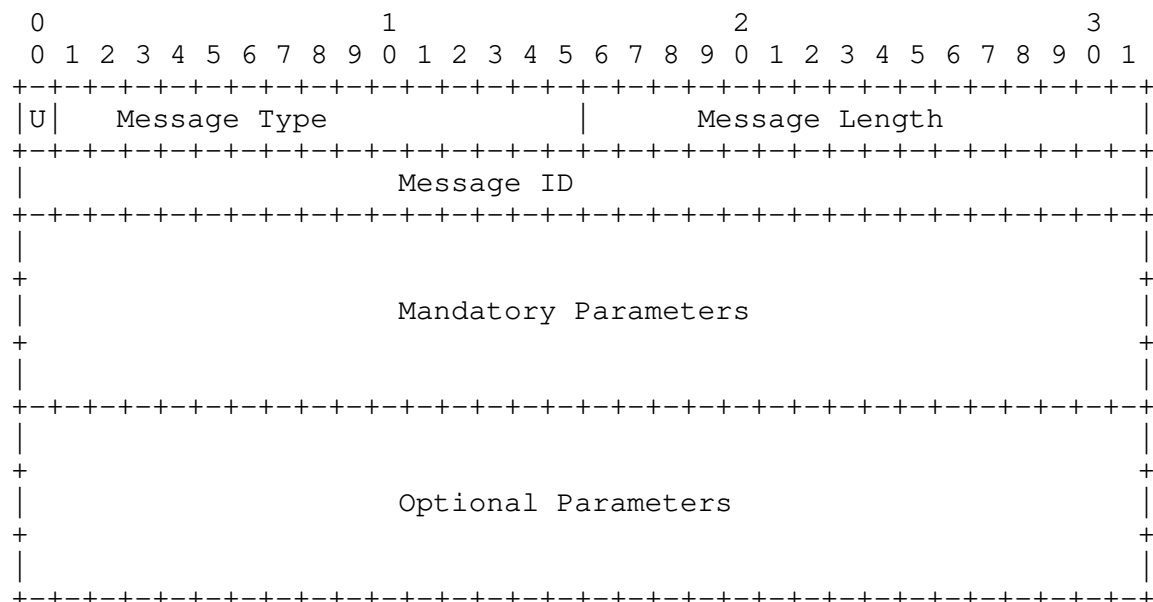 0                   1                   2                   3
 0 1 2 3 4 5 6 7 8 9 0 1 2 3 4 5 6 7 8 9 0 1 2 3 4 5 6 7 8 9 0 1
+-+-+-+-+-+-+-+-+-+-+-+-+-+-+-+-+-+-+-+-+-+-+-+-+-+-+-+-+-+-+-+-+
|U|   Message Type              |      Message Length           |
+-+-+-+-+-+-+-+-+-+-+-+-+-+-+-+-+-+-+-+-+-+-+-+-+-+-+-+-+-+-+-+-+
|                     Message ID                                |
+-+-+-+-+-+-+-+-+-+-+-+-+-+-+-+-+-+-+-+-+-+-+-+-+-+-+-+-+-+-+-+-+
|                                                               |
+                                                               +
|                     Mandatory Parameters                      |
+                                                               +
|                                                               |
+-+-+-+-+-+-+-+-+-+-+-+-+-+-+-+-+-+-+-+-+-+-+-+-+-+-+-+-+-+-+-+-+
|                                                               |
+                                                               +
|                     Optional Parameters                       |
+                                                               +
|                                                               |
+-+-+-+-+-+-+-+-+-+-+-+-+-+-+-+-+-+-+-+-+-+-+-+-+-+-+-+-+-+-+-+-+